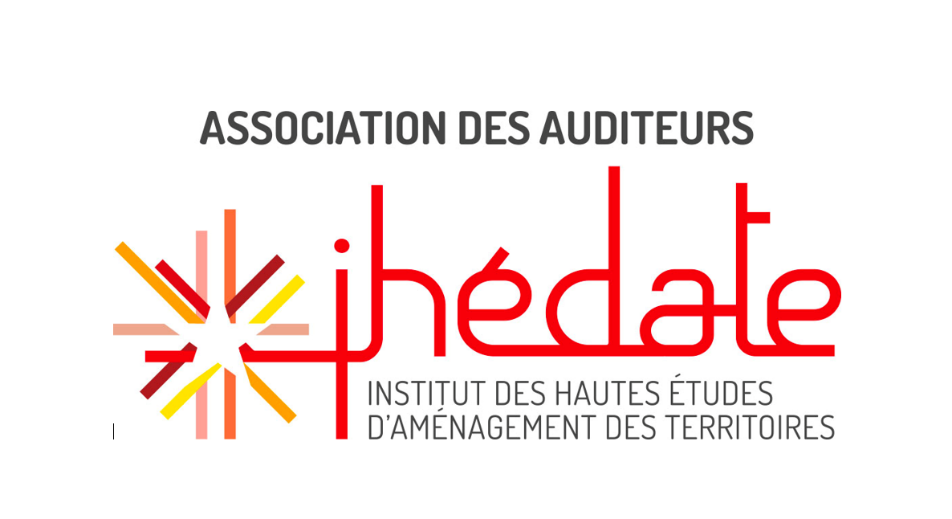 ASSOCIATION DES AUDITEURS
ihédate
INSTITUT DES HAUTES ÉTUDES
D'AMÉNAGEMENT DES TERRITOIRES